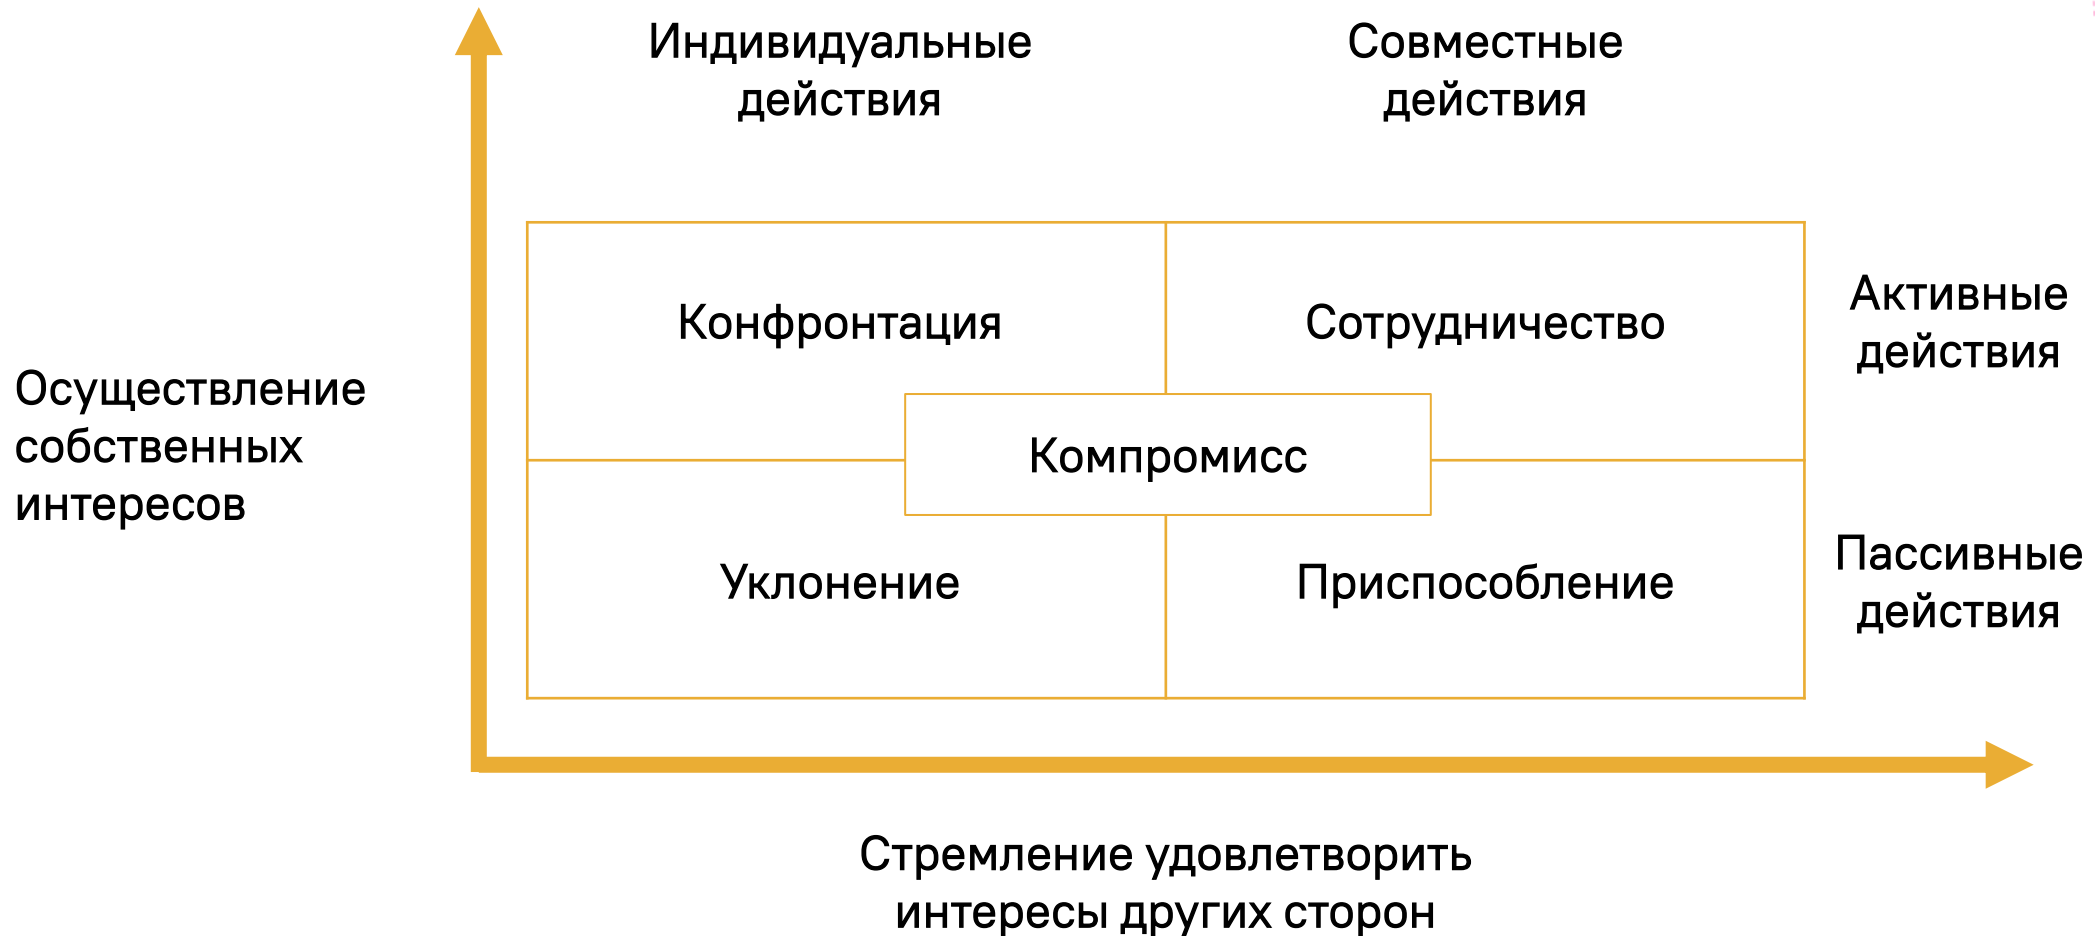 Индивидуальные
действия
Совместные
действия
Конфронтация
Сотрудничество
Активные
действия
Осуществление
собственных
интересов
Компромисс
Уклонение
Приспособление
Пассивные
действия
Стремление удовлетворить
интересы других сторон